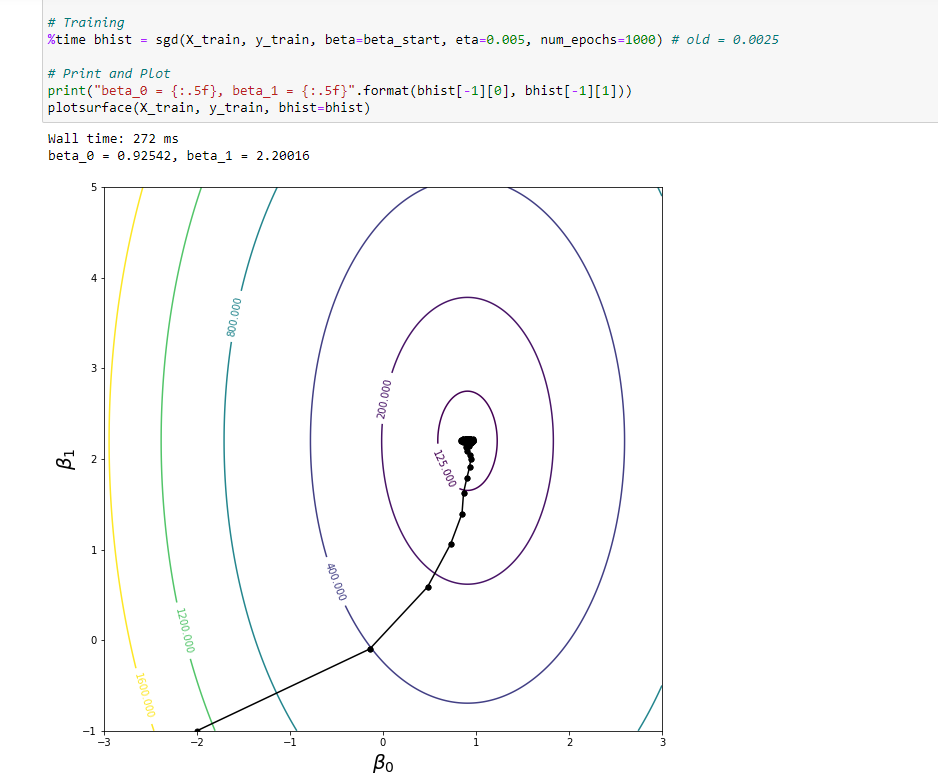 # Training
%time bhist = sgd(X_train, y_train, beta=beta_start, eta=0.005, num_epochs=1000) # old = 0.0025
# Print and Plot
print("beta_0 = {:.5f}, beta_1 = {:.5f}".format(bhist[-1][0], bhist[-1][1]))
plotsurface(X_train, y_train, bhist=bhist)
Wall time: 272 ms
beta_0 = 0.92542, beta_1 = 2.20016
5
4
3
2
1
0
−1
β1
800.000
200.000
125.000
400.000
1200.000
1600.000
−3
−2
−1
0
1
2
3
β0